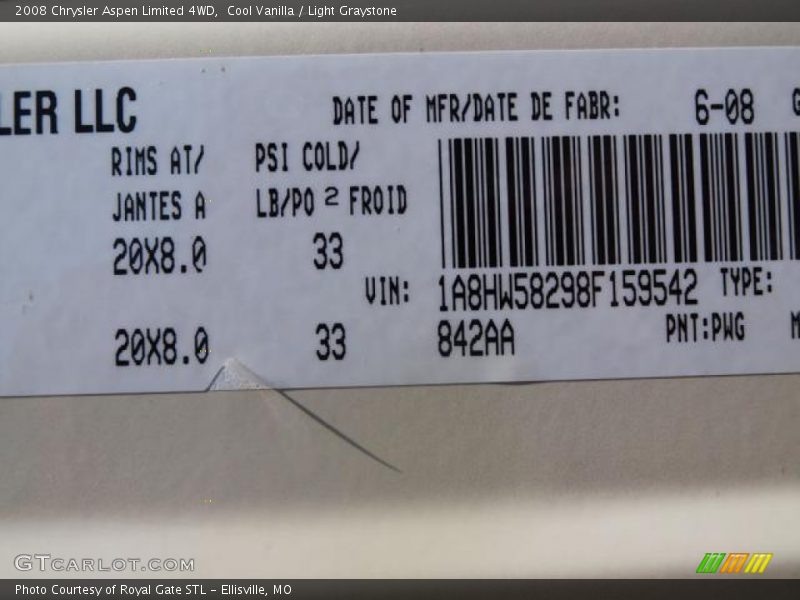 2008 Chrysler Aspen Limited 4WD, Cool Vanilla / Light Graystone
LER LLC
DATE OF MFR/DATE DE FABR: 6-08 G
RIMS AT/ PSI COLD/
JANTES A LB/PO 2 FROID
20X8.0 33
VIN: 1A8HW58298F159542 TYPE:
20X8.0 33 842AA PNT:PWG M
GTCARLOT.COM
Photo Courtesy of Royal Gate STL - Ellisville, MO